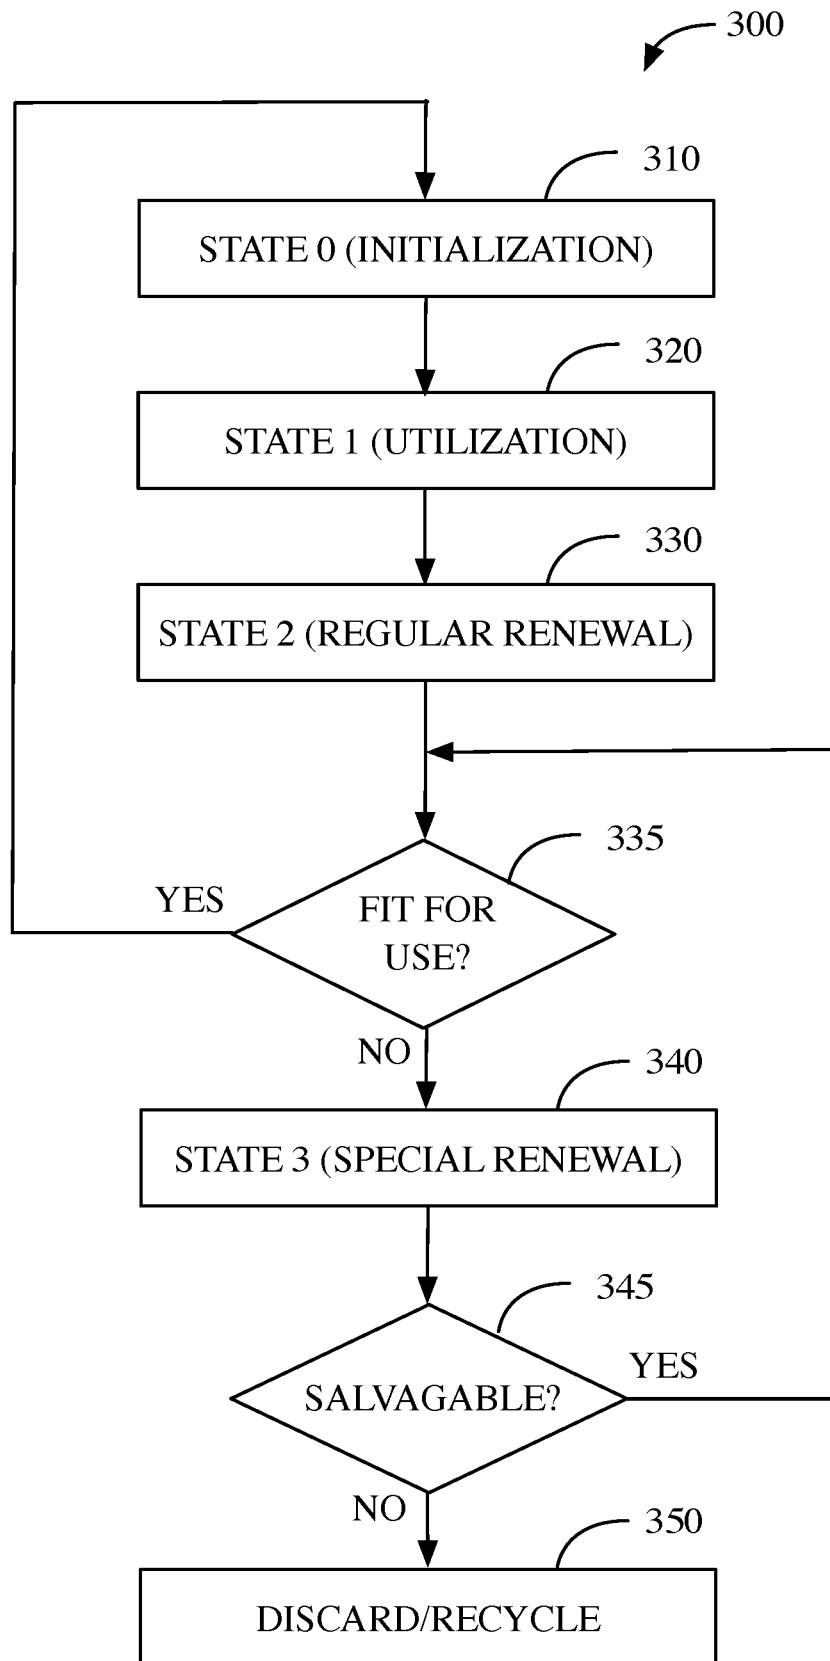 300
310
STATE 0 (INITIALIZATION)
320
STATE 1 (UTILIZATION)
330
STATE 2 (REGULAR RENEWAL)
335
YES
FIT FOR
USE?
NO
340
STATE 3 (SPECIAL RENEWAL)
345
YES
SALVAGABLE?
NO
350
DISCARD/RECYCLE